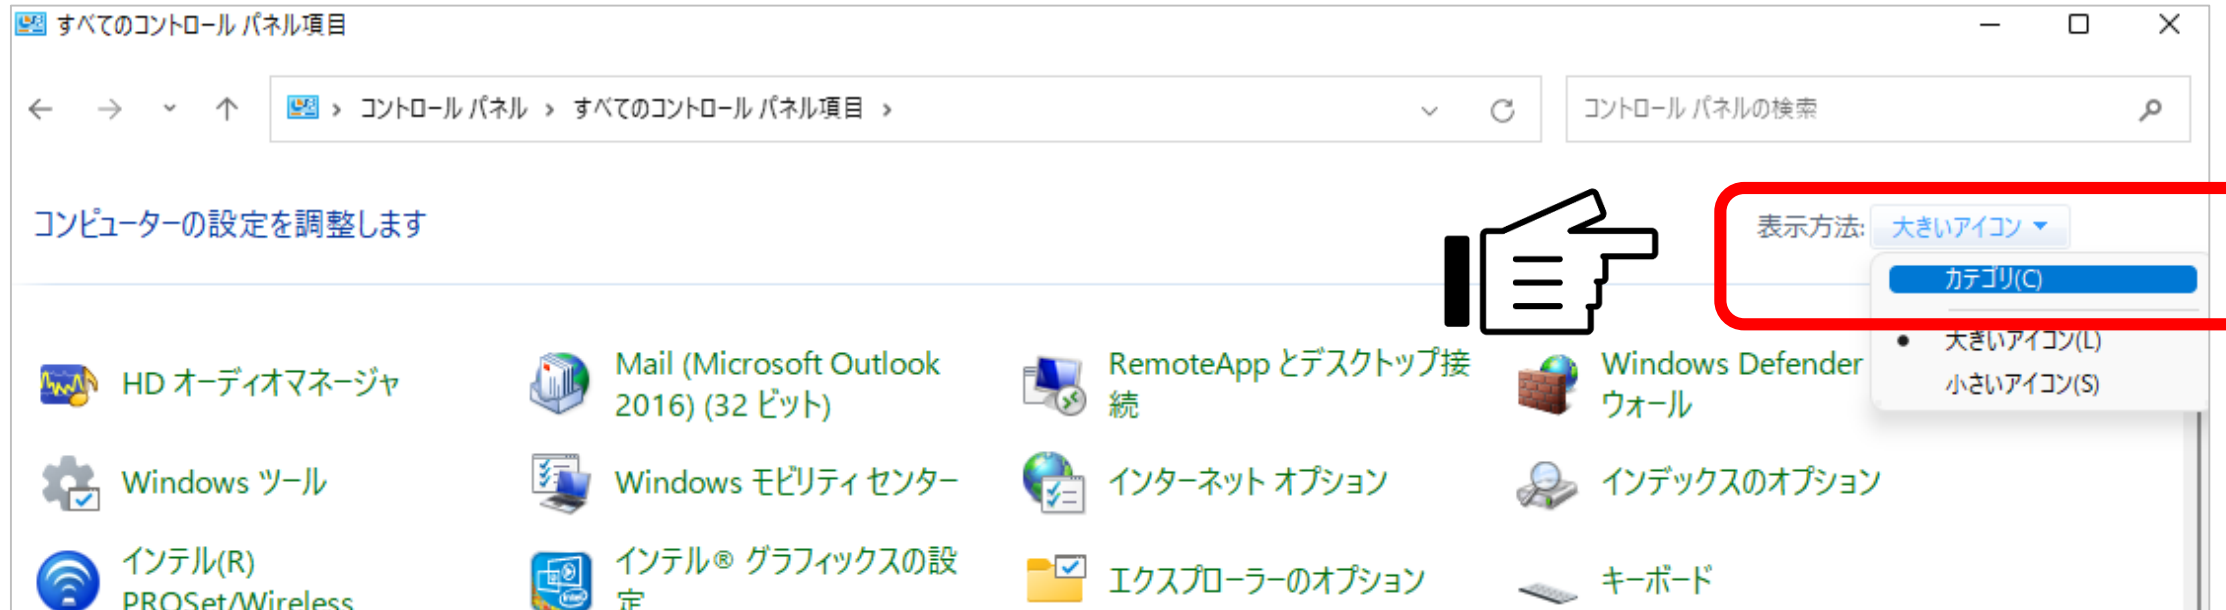 すべてのコントロール パネル項目
コントロール パネル › すべてのコントロール パネル項目 ›
コントロール パネルの検索
コンピューターの設定を調整します
表示方法: 大きいアイコン
カテゴリ(C)
大きいアイコン(L)
小さいアイコン(S)
HD オーディオマネージャ
Mail (Microsoft Outlook
2016) (32 ビット)
RemoteApp とデスクトップ接
続
Windows Defender
ウォール
Windows ツール
Windows モビリティ センター
インターネット オプション
インデックスのオプション
インテル(R)
PROSet/Wireless
インテル® グラフィックスの設
定
エクスプローラーのオプション
キーボード